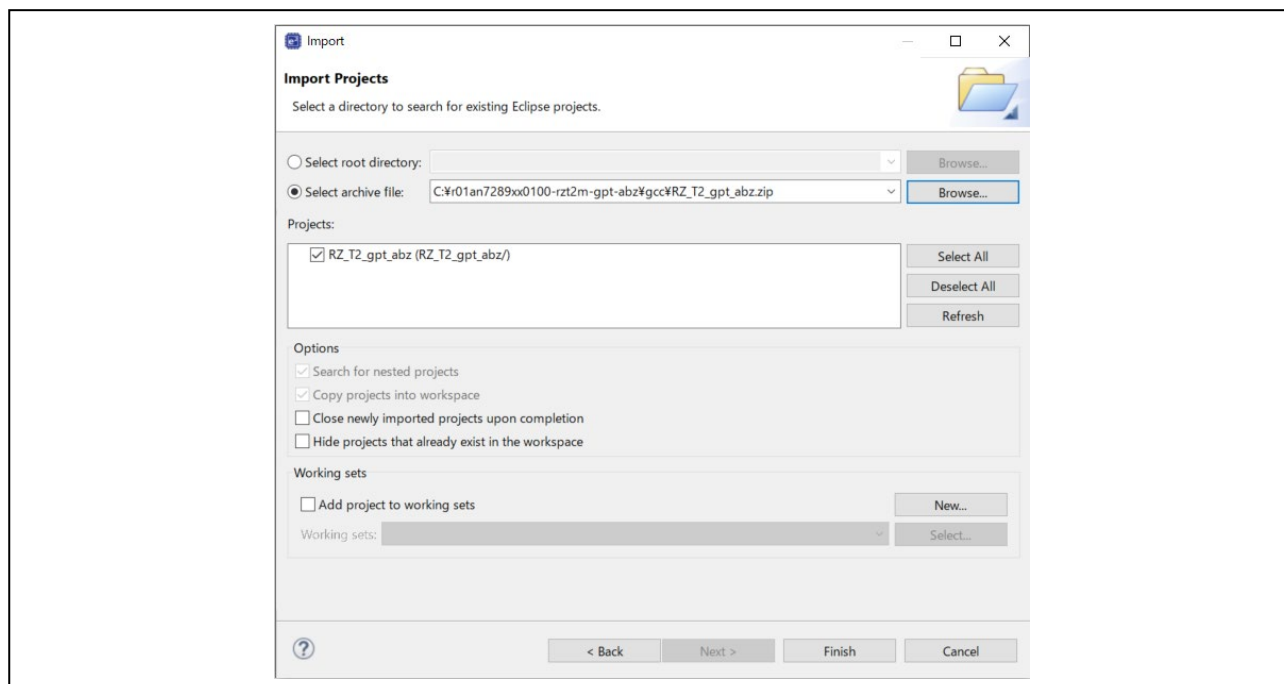 Import
Import Projects
Select a directory to search for existing Eclipse projects.
Select root directory: Browse...
Select archive file: C:¥r01an7289xx0100-rzt2m-gpt-abz¥gcc¥RZ_T2_gpt_abz.zip Browse...
Projects:
RZ_T2_gpt_abz (RZ_T2_gpt_abz/) Select All
Deselect All
Refresh
Options
Search for nested projects
Copy projects into workspace
Close newly imported projects upon completion
Hide projects that already exist in the workspace
Working sets
Add project to working sets New...
Working sets: Select...
? < Back Next > Finish Cancel